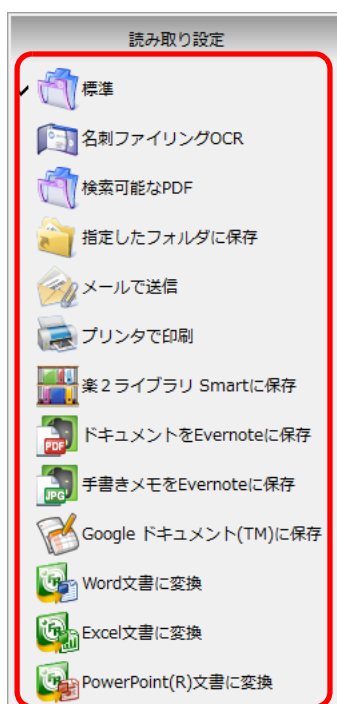 読み取り設定
標準
名刺ファイリングOCR
検索可能なPDF
指定したフォルダに保存
メールで送信
プリンタで印刷
楽２ライブラリ Smartに保存
PDF
ドキュメントをEvernoteに保存
JPG
手書きメモをEvernoteに保存
Google ドキュメント(TM)に保存
Word文書に変換
Excel文書に変換
PowerPoint(R)文書に変換